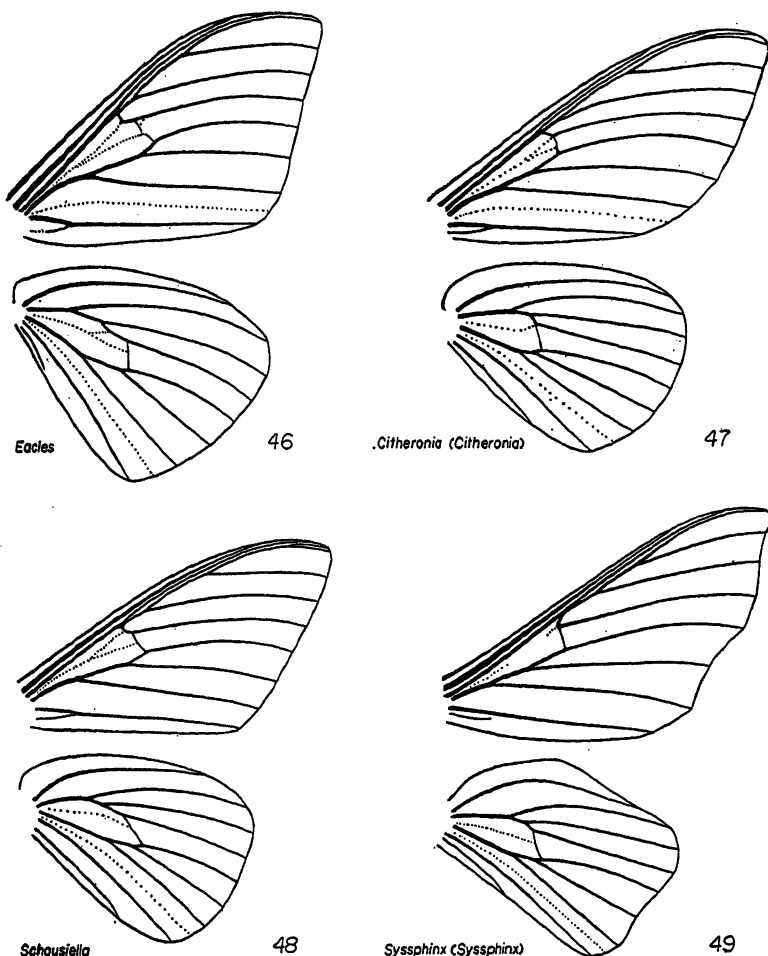 Eacles
46
.Citheronia (Citheronia)
47
Schausiella
48
Syssphinx (Syssphinx)
49